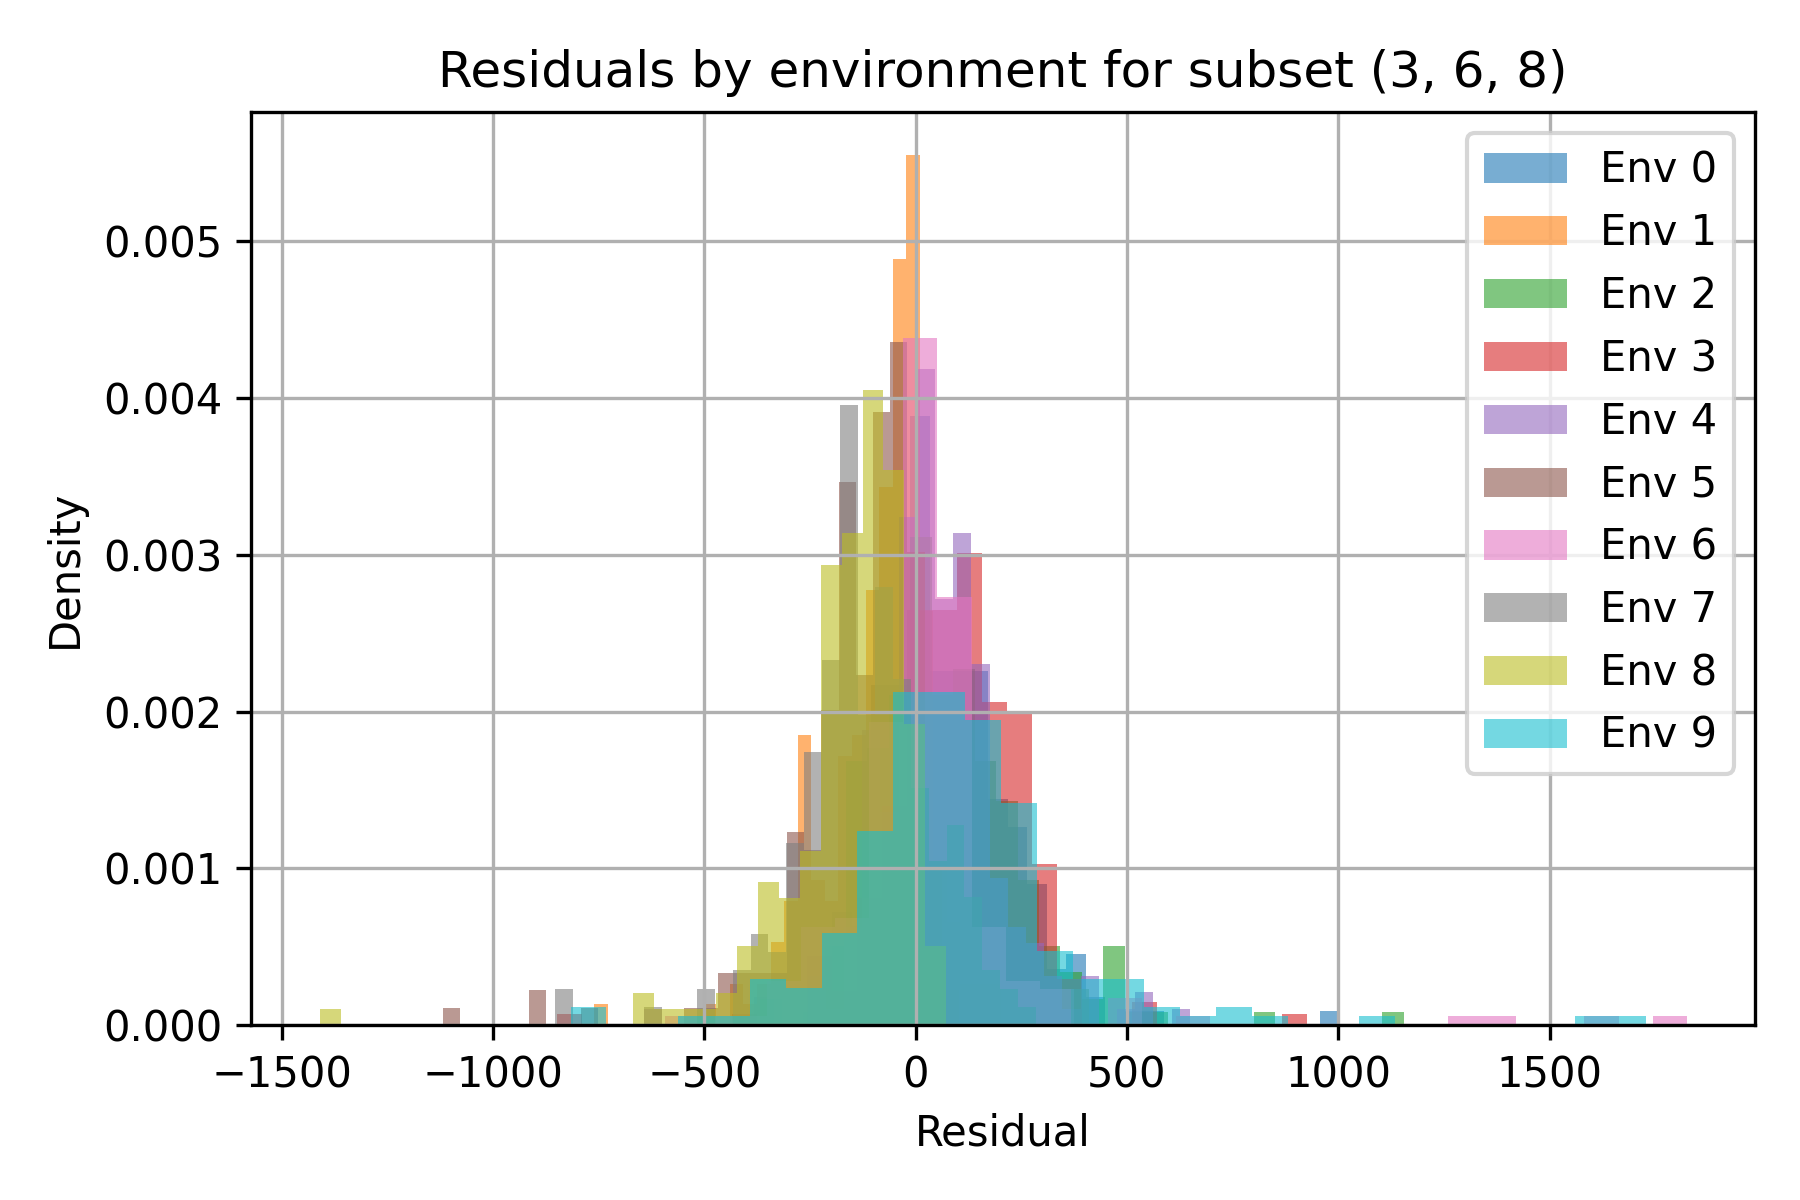 Residuals by environment for subset (3, 6, 8)
Density
0.005
0.004
0.003
0.002
0.001
0.000
−1500
−1000
−500
0
500
1000
1500
Residual
Env 0
Env 1
Env 2
Env 3
Env 4
Env 5
Env 6
Env 7
Env 8
Env 9